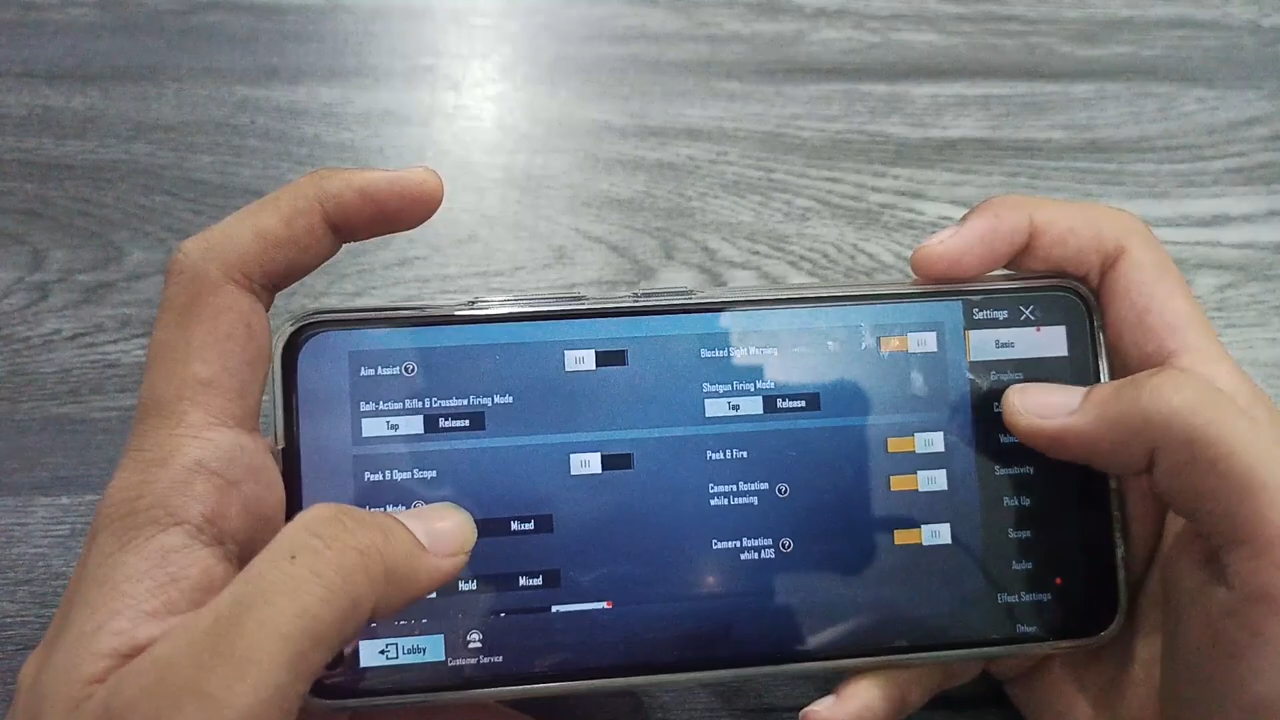 Settings
Basic
Aim Assist ?
Blocked Sight Warning
Bolt-Action Rifle & Crossbow Firing Mode
Tap Release
Shotgun Firing Mode
Tap Release
Graphics
Peek & Open Scope
Peek & Fire
Sensitivity
Mixed
Camera Rotation
while Leaning ?
Pick Up
Scope
Hold Mixed
Camera Rotation
while ADS ?
Audio
Effect Settings
Lobby
Customer Service